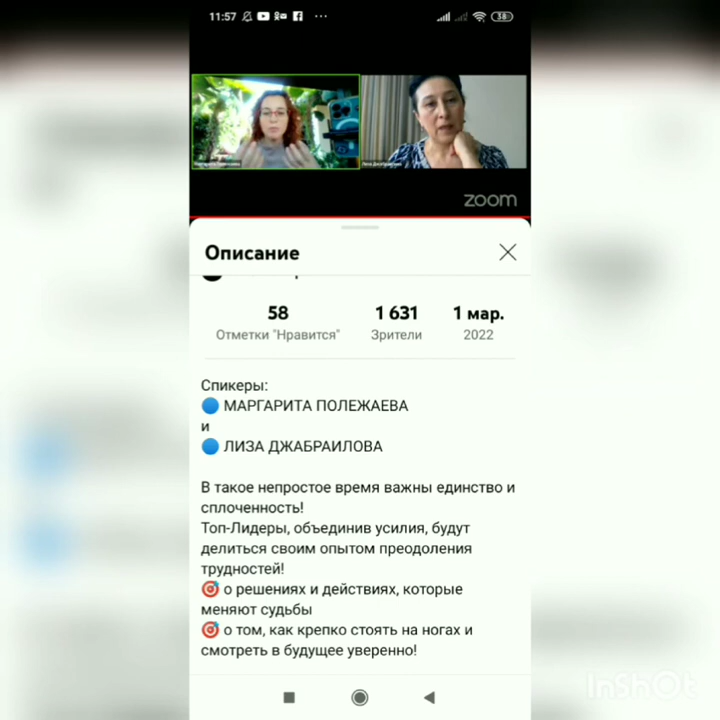 11:57
38
zoom
Описание
58
1 631
1 мар.
Отметки "Нравится"
Зрители
2022
Спикеры:
МАРГАРИТА ПОЛЕЖАЕВА
и
ЛИЗА ДЖАБРАИЛОВА
В такое непростое время важны единство и
сплоченность!
Топ-Лидеры, объединив усилия, будут
делиться своим опытом преодоления
трудностей!
о решениях и действиях, которые
меняют судьбы
о том, как крепко стоять на ногах и
смотреть в будущее уверенно!
InShOt